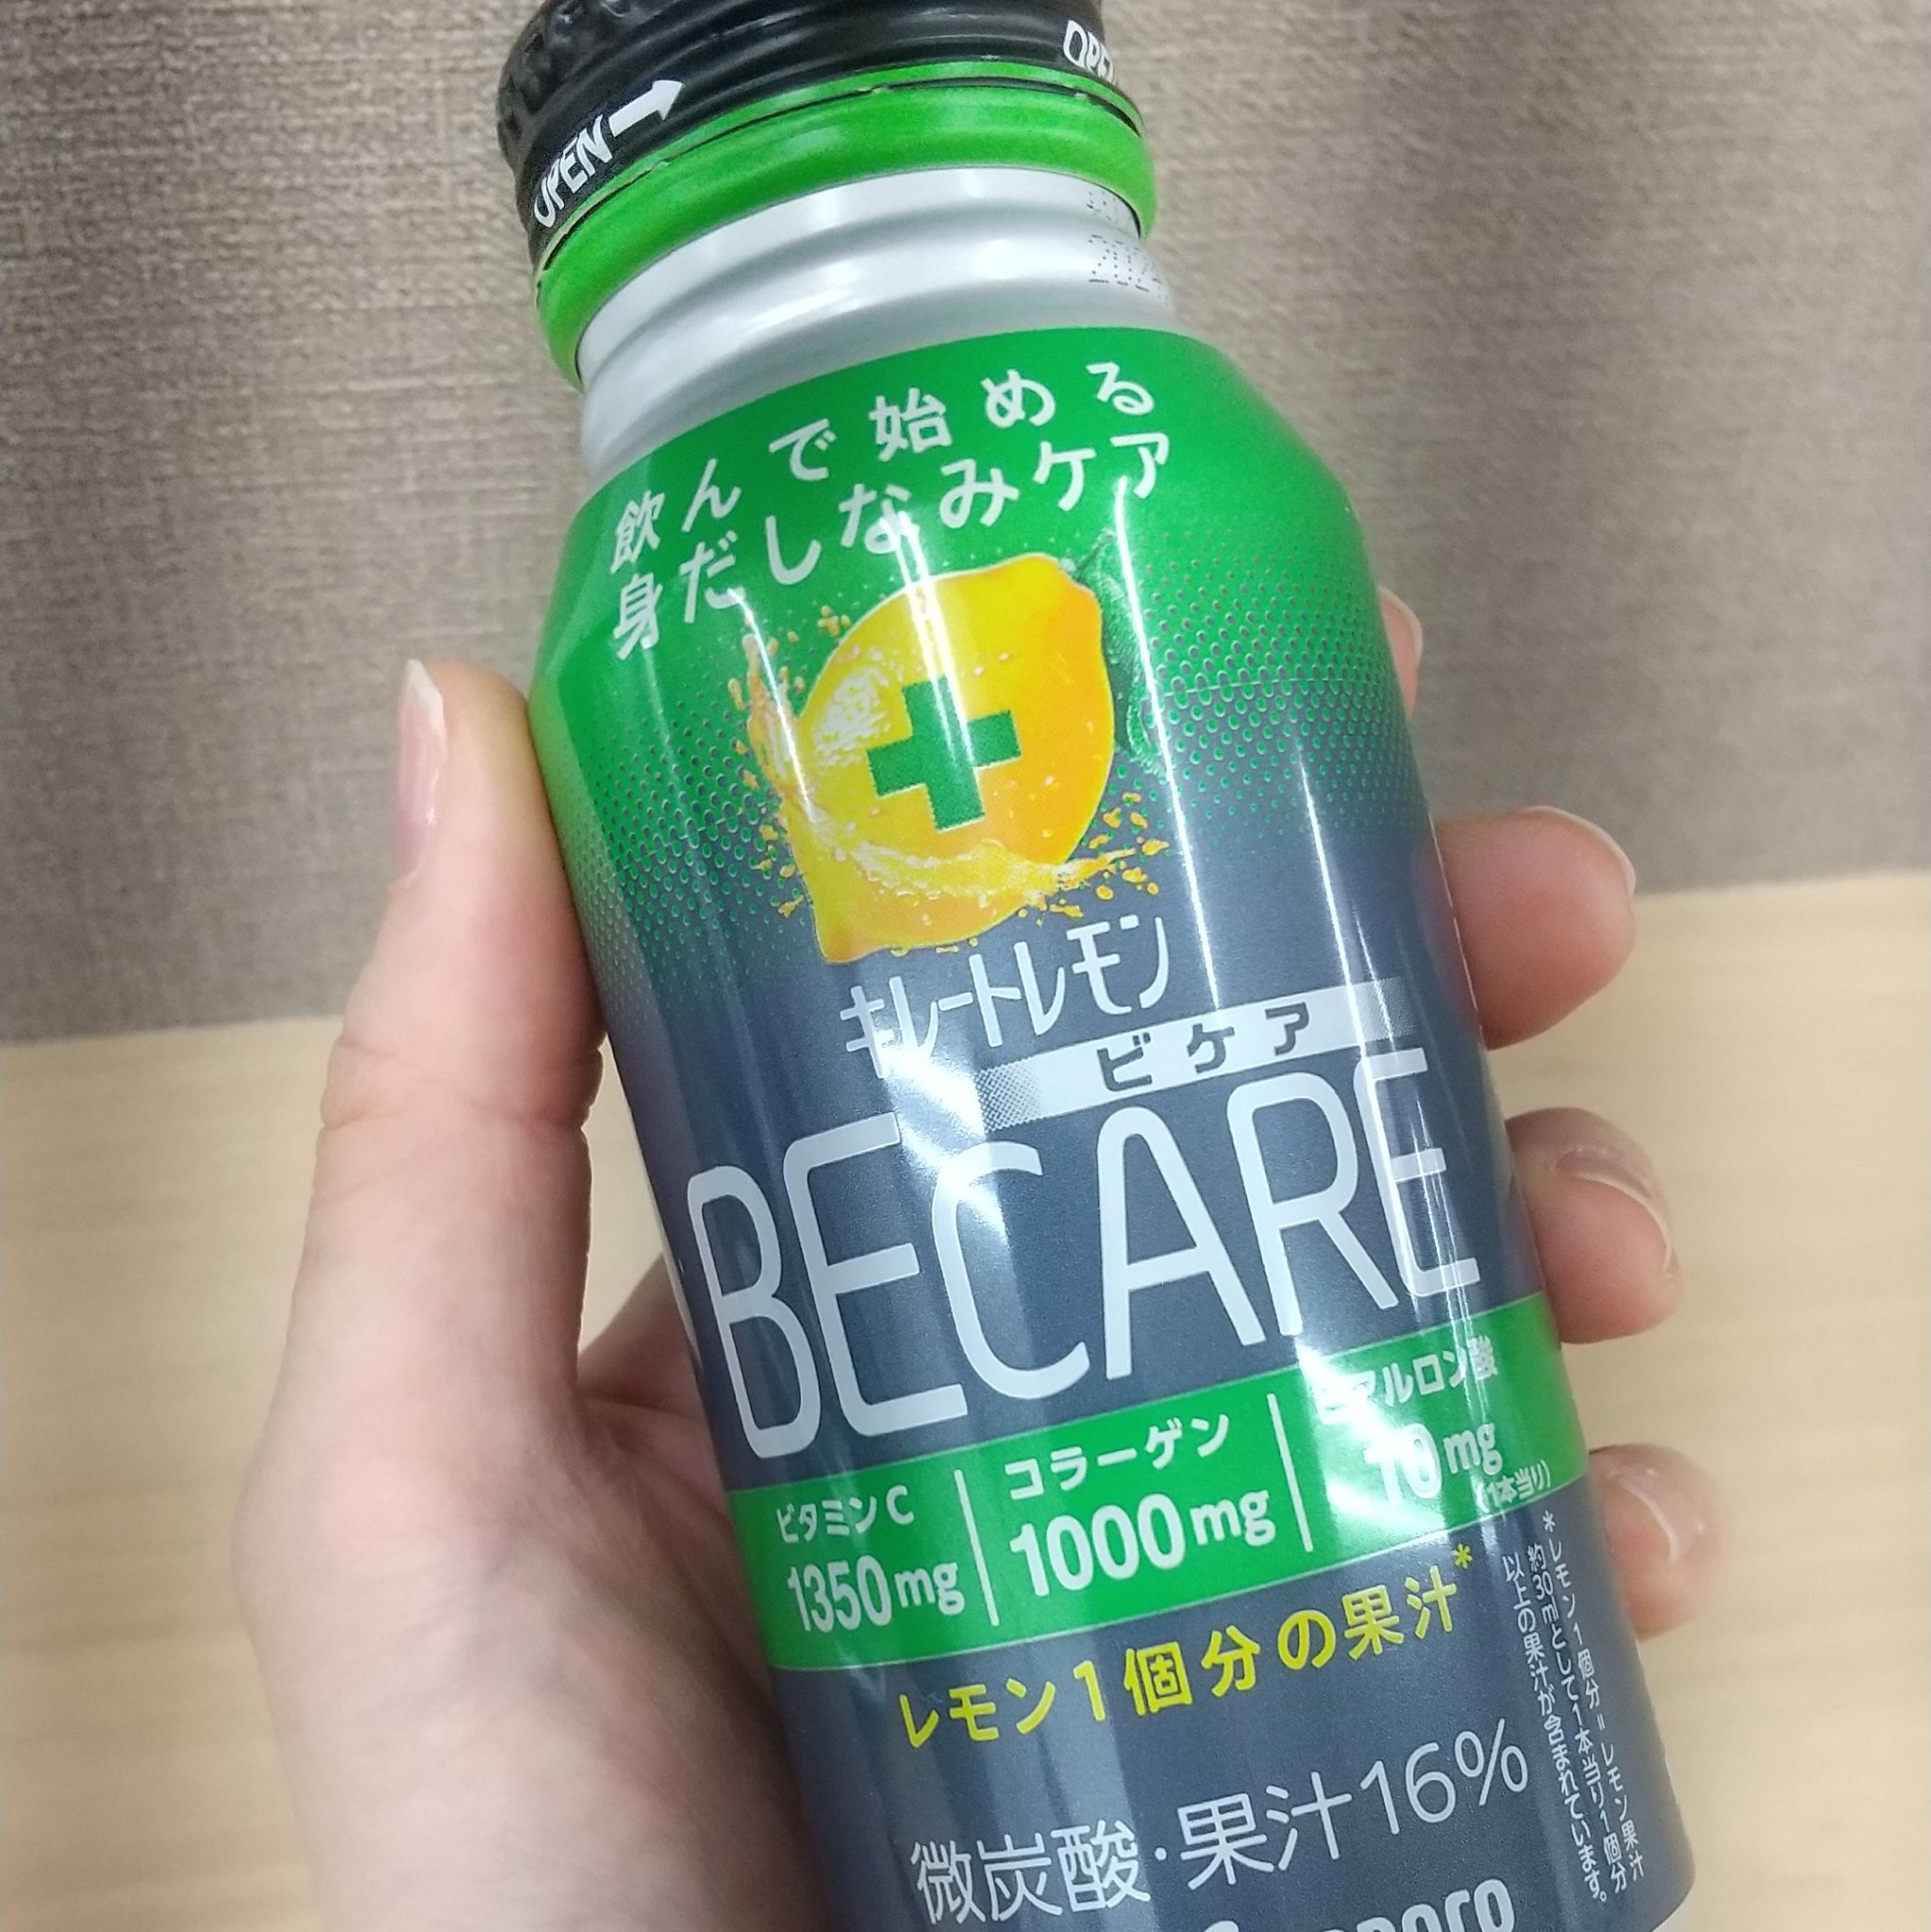 OPEN
OPEN
飲んで始める
身だしなみケア
キレートレモン
ビケア
BECARE
ビタミンC
1350mg
コラーゲン
1000mg
ヒアルロン酸
10mg
(1本当り)
レモン1個分の果汁*
*レモン1個分=レモン果汁
約30mlとして1本当り1個分
以上の果汁が含まれています。
微炭酸・果汁16%
Sapporo